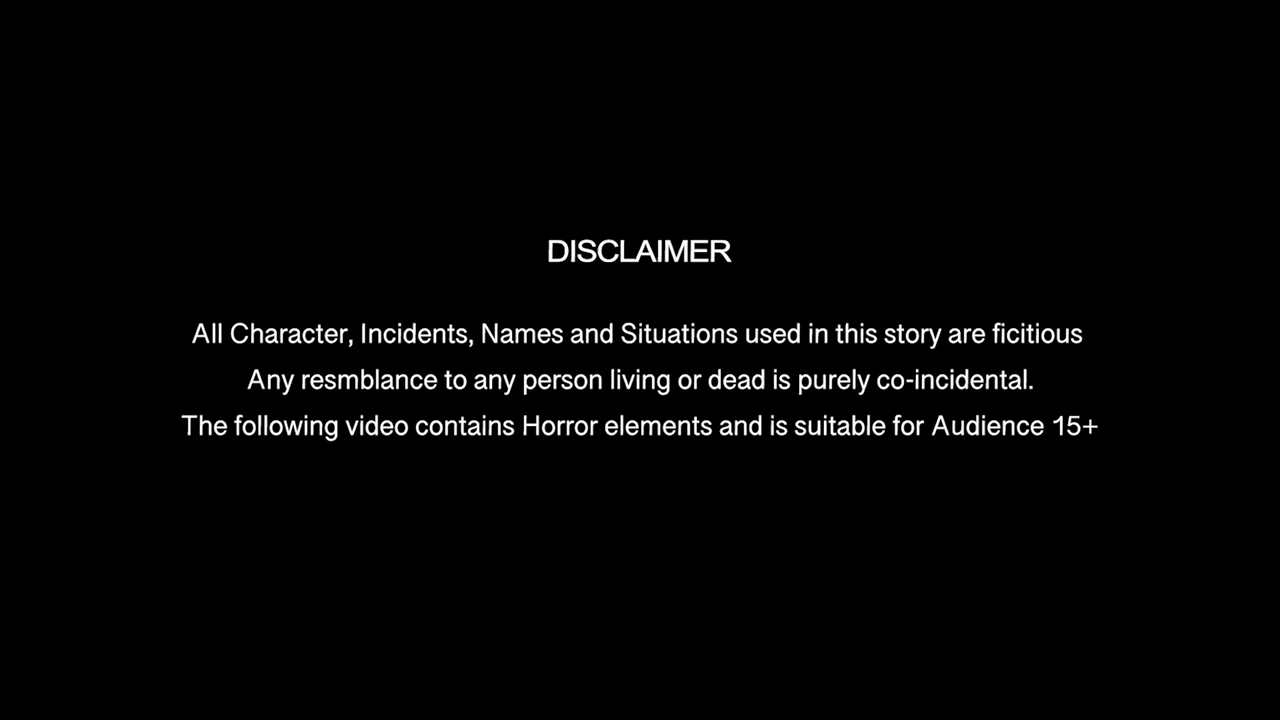 DISCLAIMER
All Character, Incidents, Names and Situations used in this story are ficitious
Any resmblance to any person living or dead is purely co-incidental.
The following video contains Horror elements and is suitable for Audience 15+